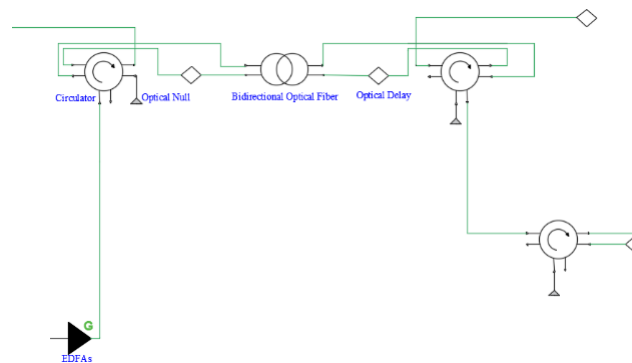 Circulator
Optical Null
Bidirectional Optical Fiber
Optical Delay
G
EDFAs